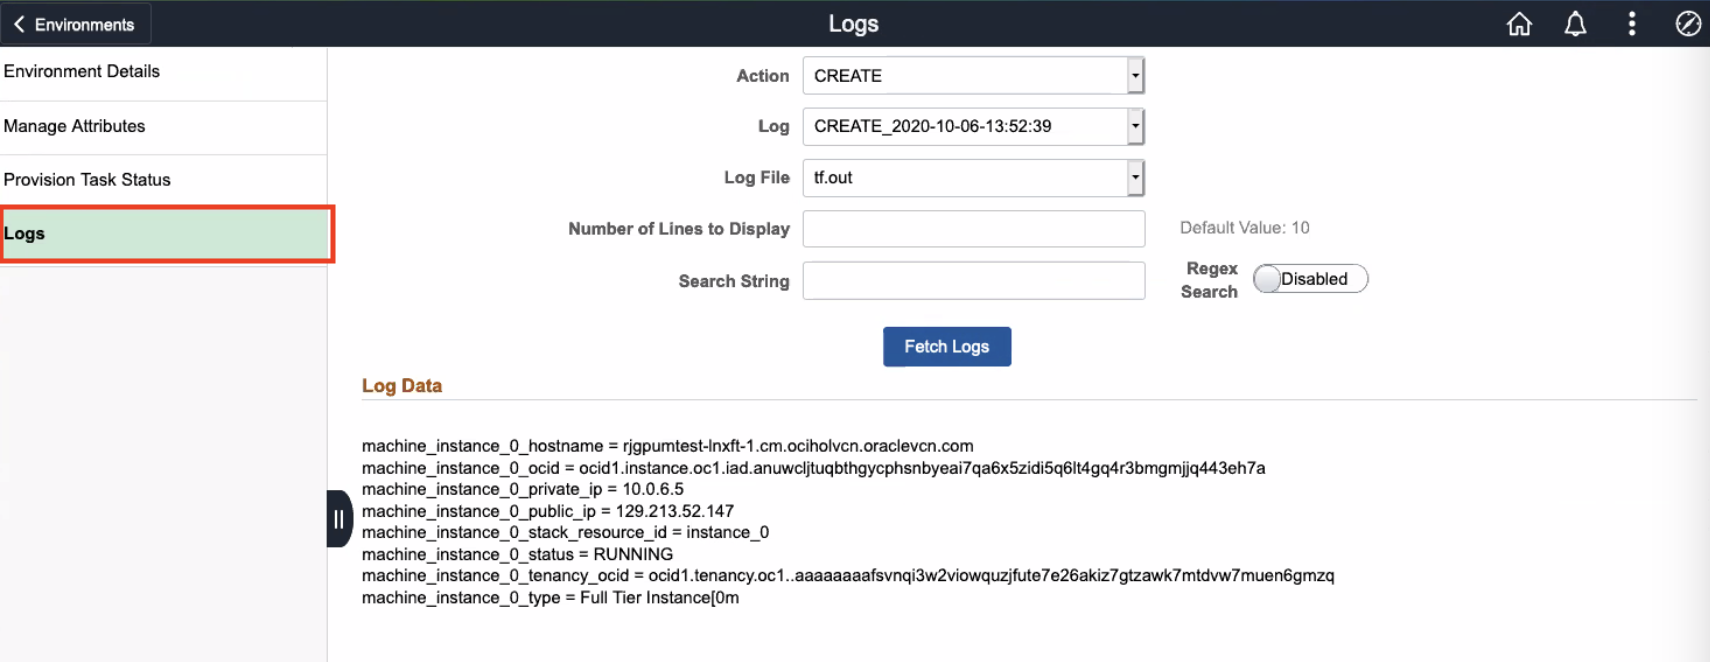 Environments
Logs
Environment Details
Manage Attributes
Provision Task Status
Logs
Action CREATE
Log CREATE_2020-10-06-13:52:39
Log File tf.out
Number of Lines to Display Default Value: 10
Search String Regex Search Disabled
Fetch Logs
Log Data
machine_instance_0_hostname = rjgpumtest-lnxft-1.cm.ociholvcn.oraclevcn.com
machine_instance_0_ocid = ocid1.instance.oc1.iad.anuwcljtuqbthgycphsnbyeai7qa6x5zidi5q6lt4gq4r3bmgmjjq443eh7a
machine_instance_0_private_ip = 10.0.6.5
machine_instance_0_public_ip = 129.213.52.147
machine_instance_0_stack_resource_id = instance_0
machine_instance_0_status = RUNNING
machine_instance_0_tenancy_ocid = ocid1.tenancy.oc1..aaaaaaaafsvnqi3w2viowquzjfute7e26akiz7gtzawk7mtdvw7muen6gmzq
machine_instance_0_type = Full Tier Instance[0m